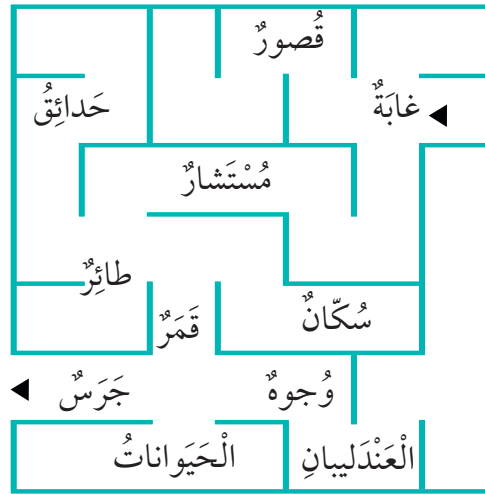 قُصورٌ
غابَةٌ
حَدائِقُ
مُسْتَشارٌ
طائِرٌ
سُكّانٌ
قَمَرٌ
وُجوهٌ
جَرَسٌ
الْعَنْدَليبانِ
الْحَيَواناتُ